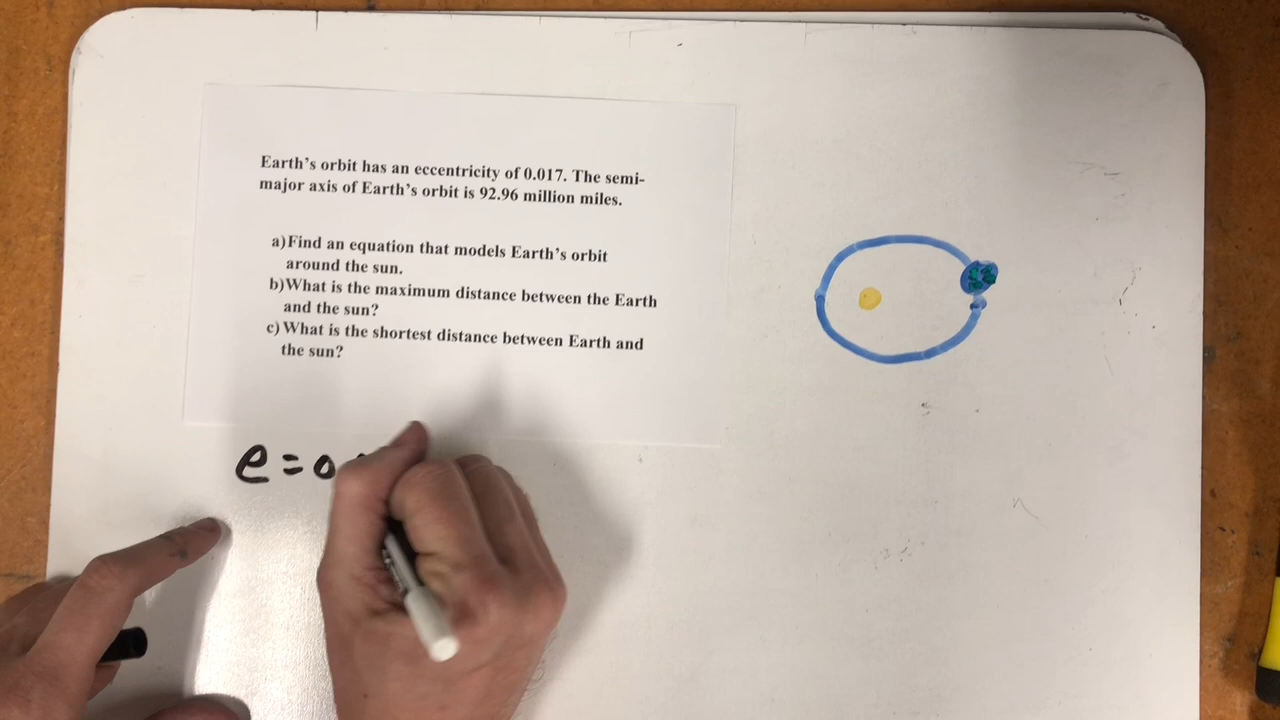 Earth's orbit has an eccentricity of 0.017. The semi-
major axis of Earth's orbit is 92.96 million miles.
a)Find an equation that models Earth's orbit
around the sun.
b)What is the maximum distance between the Earth
and the sun?
c)What is the shortest distance between Earth and
the sun?
e=0